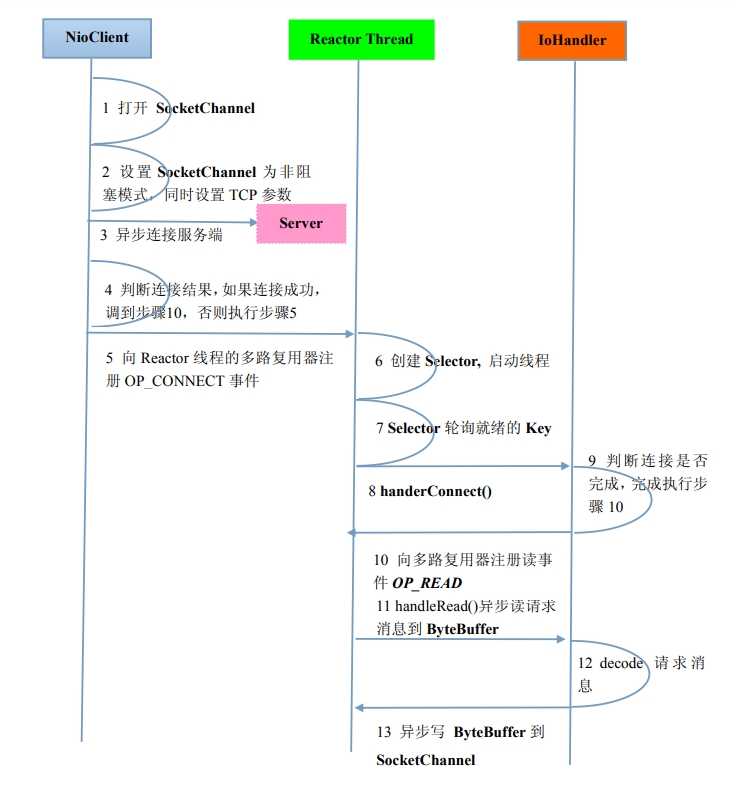 NioClient
Reactor Thread
IoHandler
1 打开 SocketChannel
2 设置 SocketChannel 为非阻
塞模式，同时设置 TCP 参数
Server
3 异步连接服务端
4 判断连接结果，如果连接成功，
调到步骤10，否则执行步骤5
5 向 Reactor 线程的多路复用器注
册 OP_CONNECT 事件
6 创建 Selector, 启动线程
7 Selector 轮询就绪的 Key
8 handerConnect()
9 判断连接是否
完成，完成执行步
骤 10
10 向多路复用器注册读事
件 OP_READ
11 handleRead()异步读请求
消息到 ByteBuffer
12 decode 请求消
息
13 异步写 ByteBuffer 到
SocketChannel